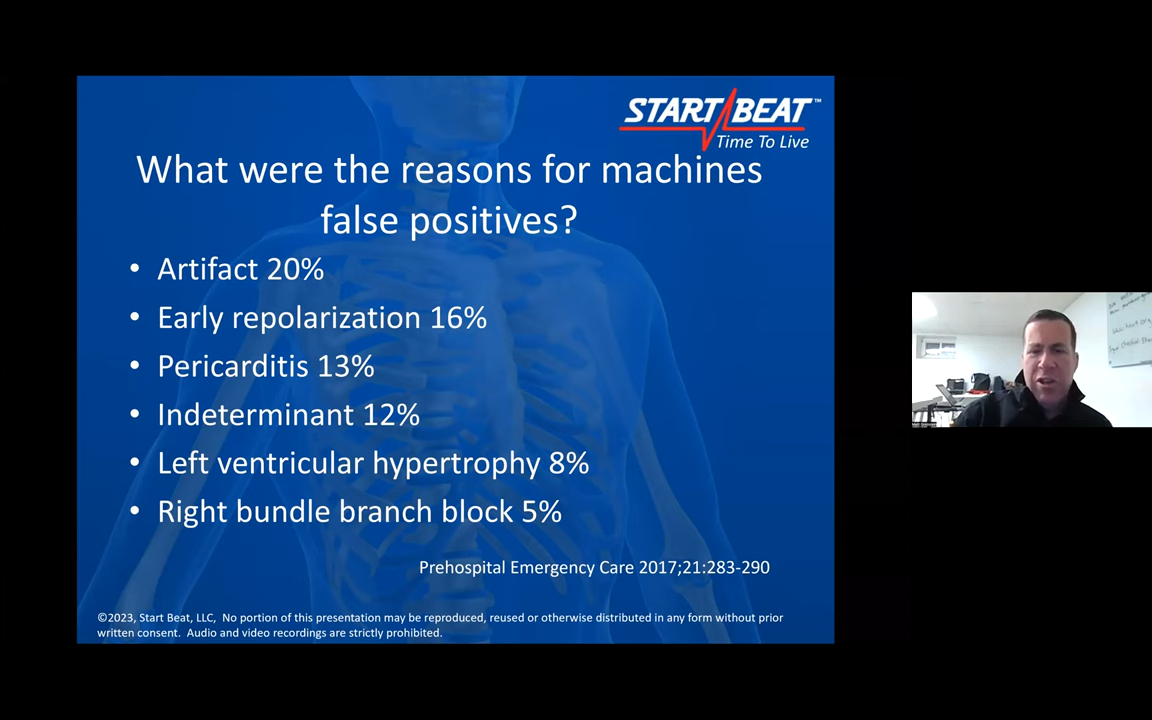 START BEAT™
Time To Live
What were the reasons for machines
false positives?
• Artifact 20%
• Early repolarization 16%
• Pericarditis 13%
• Indeterminant 12%
• Left ventricular hypertrophy 8%
• Right bundle branch block 5%
Prehospital Emergency Care 2017;21:283-290
©2023, Start Beat, LLC, No portion of this presentation may be reproduced, reused or otherwise distributed in any form without prior
written consent. Audio and video recordings are strictly prohibited.